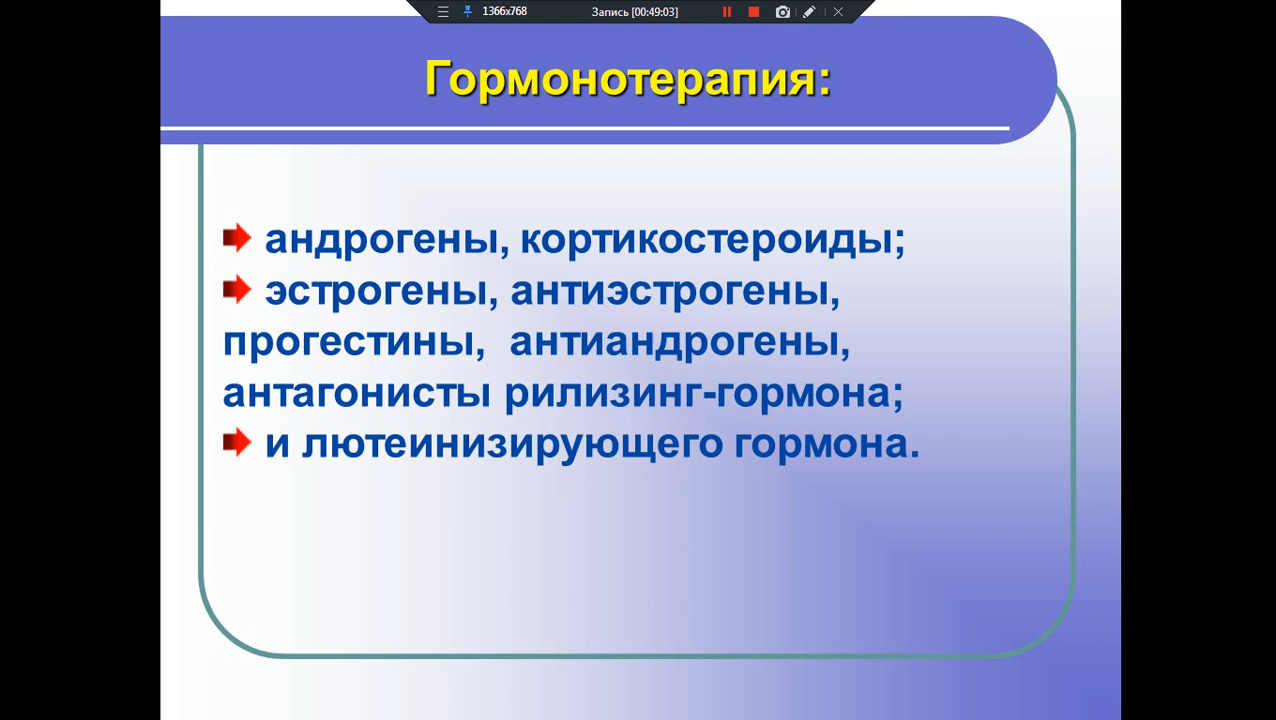 1366x768 Запись [00:49:03]
Гормонотерапия:
андрогены, кортикостероиды;
эстрогены, антиэстрогены,
прогестины, антиандрогены,
антагонисты рилизинг-гормона;
и лютеинизирующего гормона.